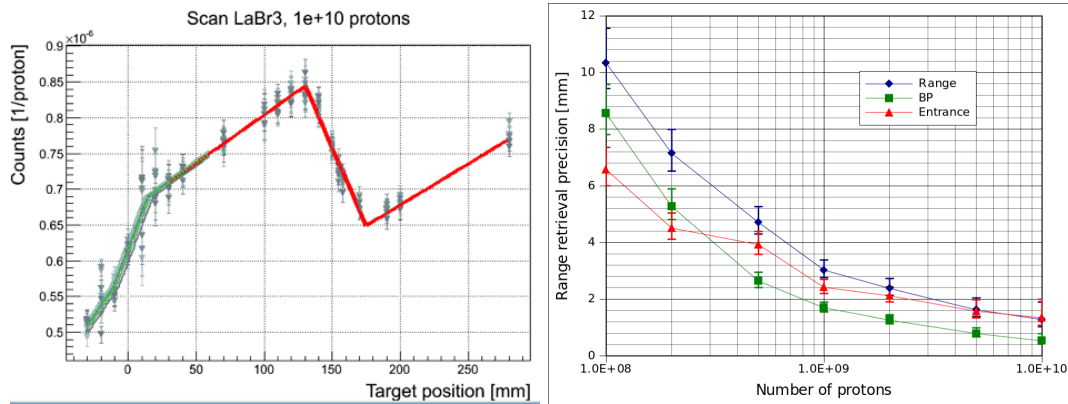 Scan LaBr3, 1e+10 protons
×10⁻⁶
Counts [1/proton]
0.9
0.85
0.8
0.75
0.7
0.65
0.6
0.55
0.5
0 50 100 150 200 250
Target position [mm]
Range retrieval precision [mm]
12
10
8
6
4
2
0
Range
BP
Entrance
1.0E+08 1.0E+09 1.0E+10
Number of protons